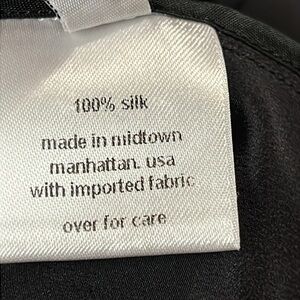 100% silk
made in midtown
manhattan. usa
with imported fabric
over for care